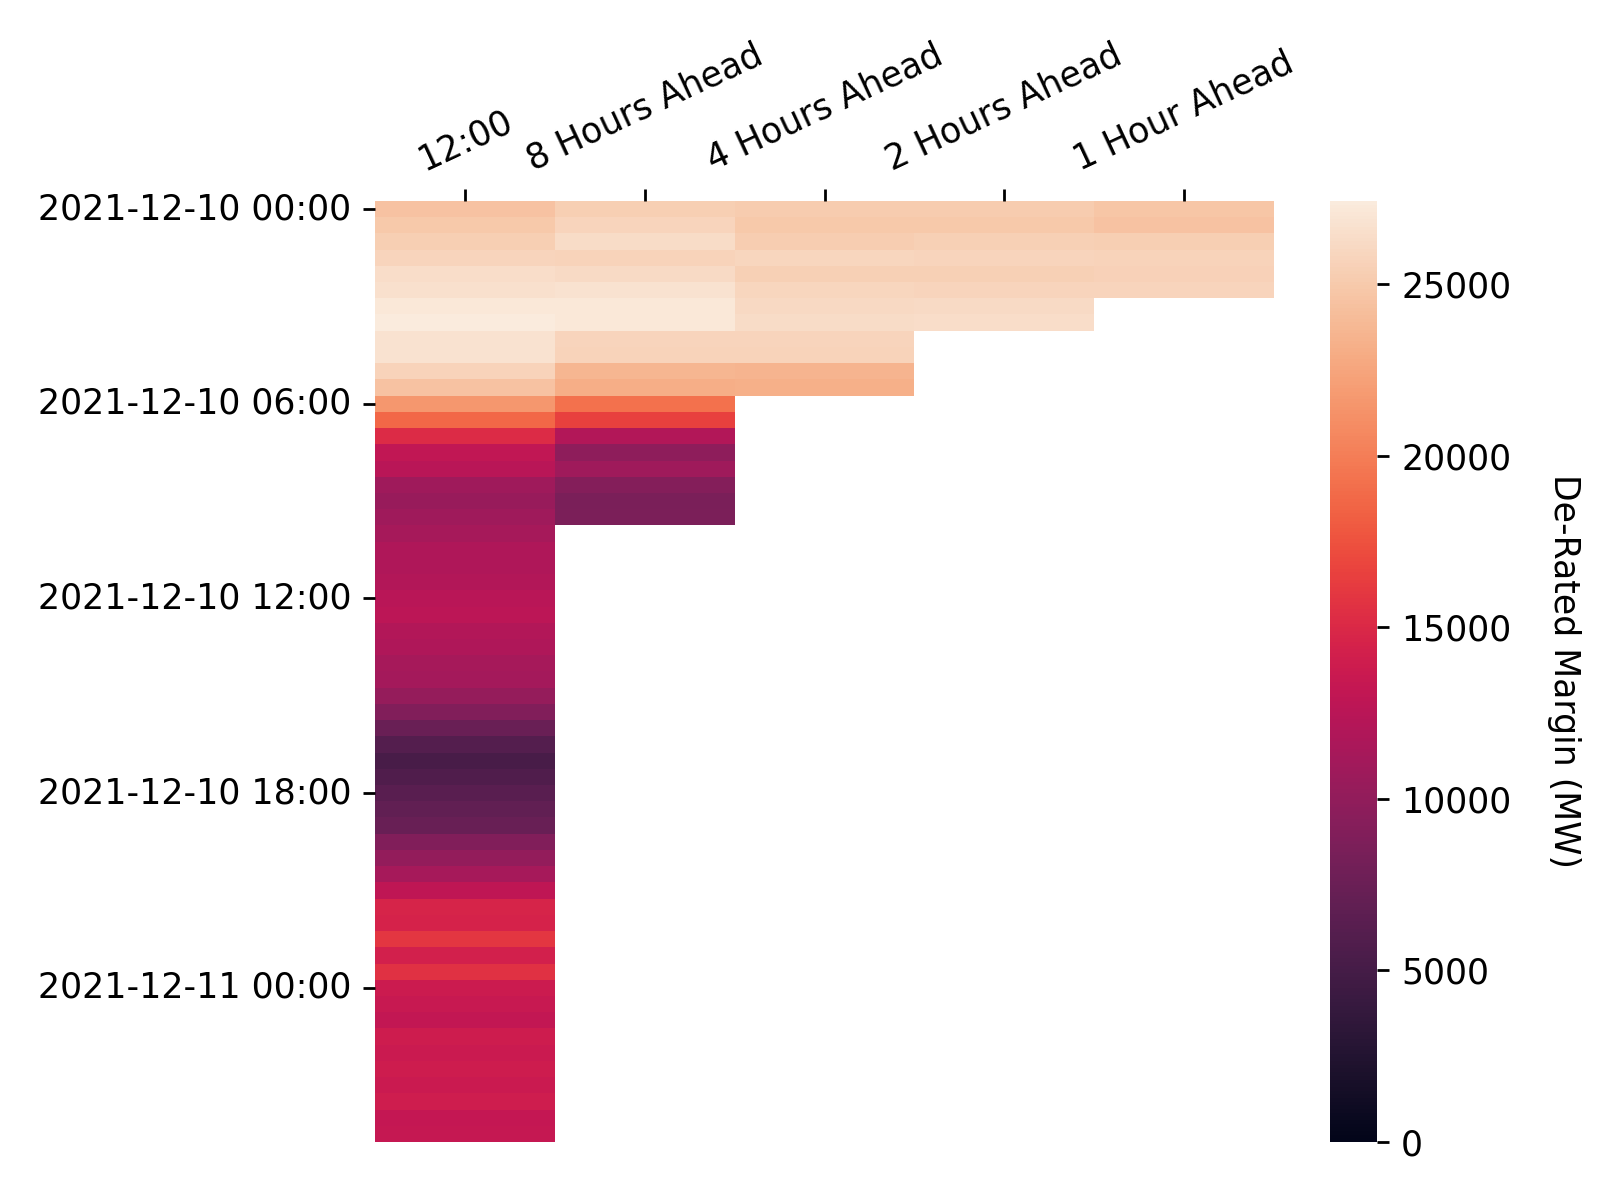 12:00
8 Hours Ahead
4 Hours Ahead
2 Hours Ahead
1 Hour Ahead
2021-12-10 00:00
2021-12-10 06:00
2021-12-10 12:00
2021-12-10 18:00
2021-12-11 00:00
25000
20000
15000
10000
5000
0
De-Rated Margin (MW)